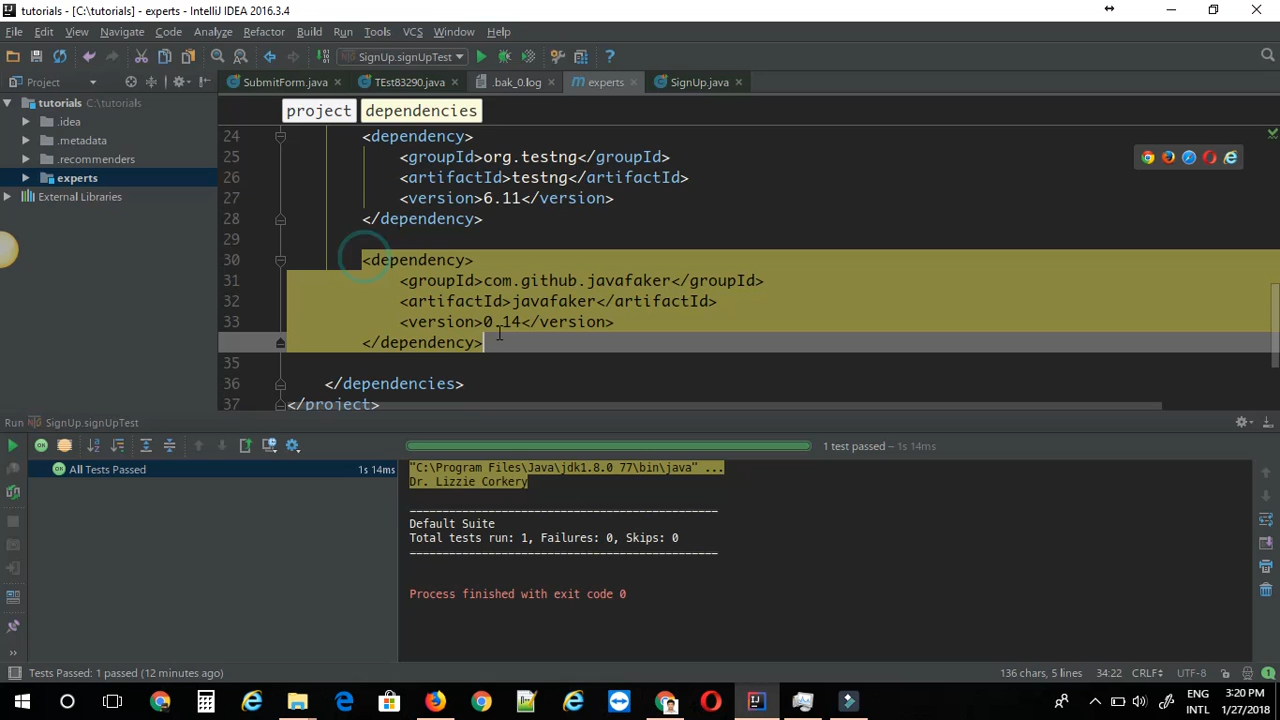 tutorials - [C:\tutorials] - experts - IntelliJ IDEA 2016.3.4
File Edit View Navigate Code Analyze Refactor Build Run Tools VCS Window Help
SignUp.signUpTest
Project
SubmitForm.java
TEst83290.java
.bak_0.log
experts
SignUp.java
tutorials C:\tutorials
.idea
.metadata
.recommenders
experts
External Libraries
project
dependencies
24 <dependency>
25 <groupId>org.testng</groupId>
26 <artifactId>testng</artifactId>
27 <version>6.11</version>
28 </dependency>
29
30 <dependency>
31 <groupId>com.github.javafaker</groupId>
32 <artifactId>javafaker</artifactId>
33 <version>0.14</version>
</dependency>
35
36 </dependencies>
37 </project>
Run SignUp.signUpTest
1 test passed - 1s 14ms
All Tests Passed 1s 14ms
"C:\Program Files\Java\jdk1.8.0_77\bin\java" ...
Dr. Lizzie Corkery
===============================================
Default Suite
Total tests run: 1, Failures: 0, Skips: 0
===============================================
Process finished with exit code 0
Tests Passed: 1 passed (12 minutes ago)
136 chars, 5 lines 34:22 CRLF UTF-8
ENG
INTL
3:20 PM
1/27/2018